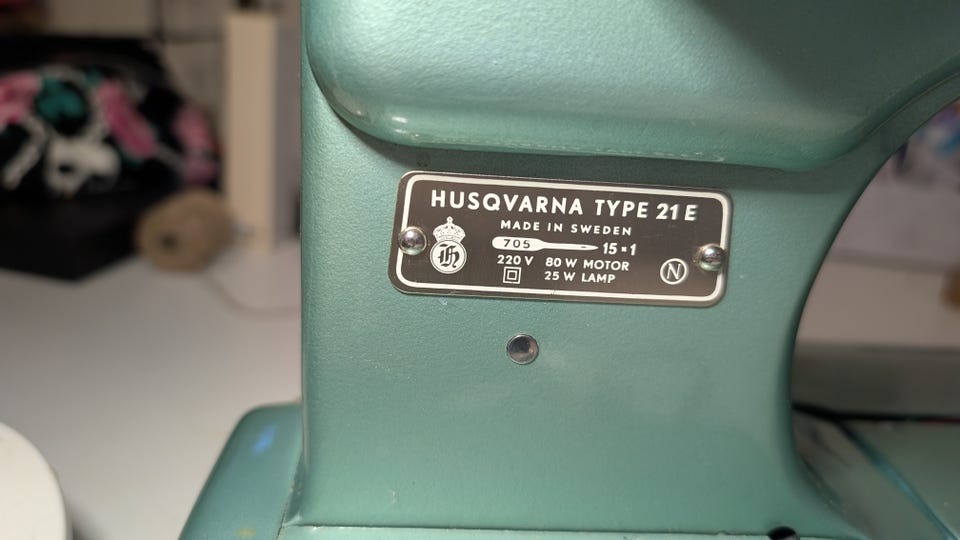 HUSQVARNA TYPE 21 E
MADE IN SWEDEN
705 15×1
220 V 80 W MOTOR
25 W LAMP
H
N